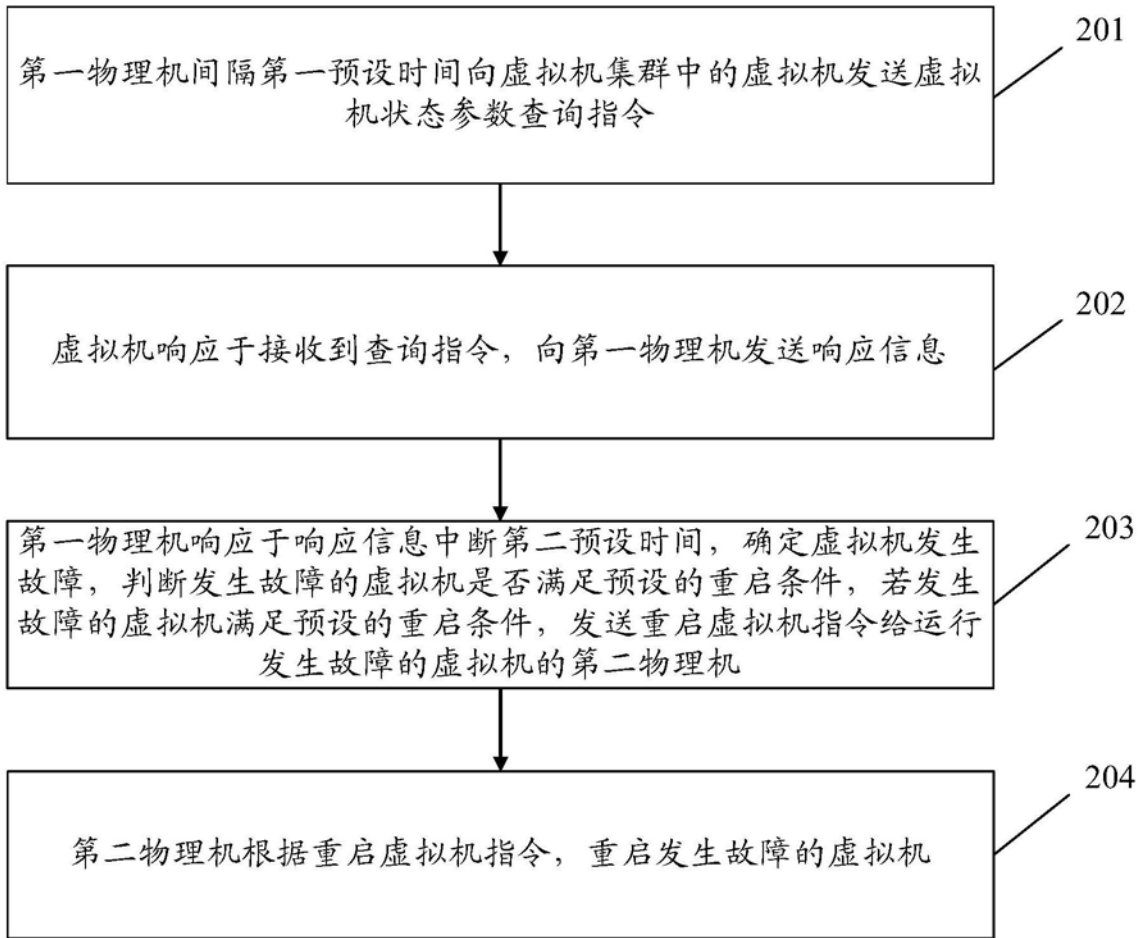 201
第一物理机间隔第一预设时间向虚拟机集群中的虚拟机发送虚拟
机状态参数查询指令
202
虚拟机响应于接收到查询指令，向第一物理机发送响应信息
203
第一物理机响应于响应信息中断第二预设时间，确定虚拟机发生
故障，判断发生故障的虚拟机是否满足预设的重启条件，若发生
故障的虚拟机满足预设的重启条件，发送重启虚拟机指令给运行
发生故障的虚拟机的第二物理机
204
第二物理机根据重启虚拟机指令，重启发生故障的虚拟机